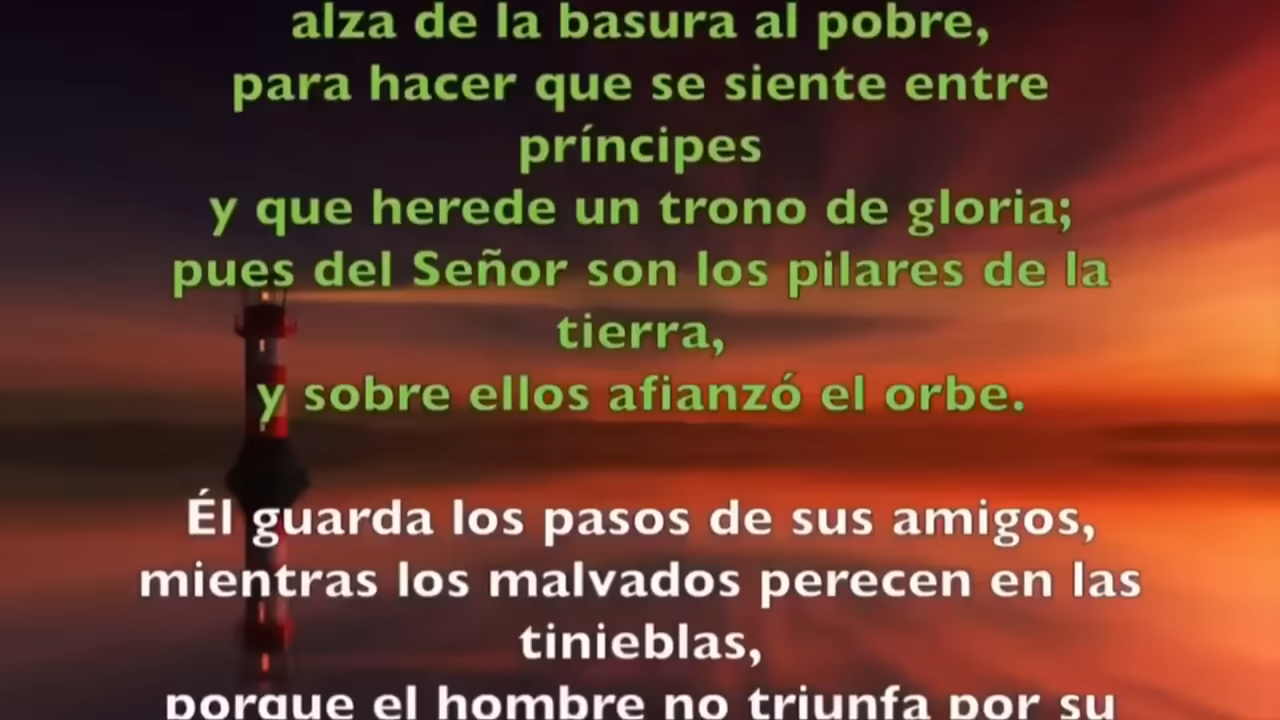 alza de la basura al pobre,
para hacer que se siente entre
príncipes
y que herede un trono de gloria;
pues del Señor son los pilares de la
tierra,
y sobre ellos afianzó el orbe.
Él guarda los pasos de sus amigos,
mientras los malvados perecen en las
tinieblas,
porque el hombre no triunfa por su